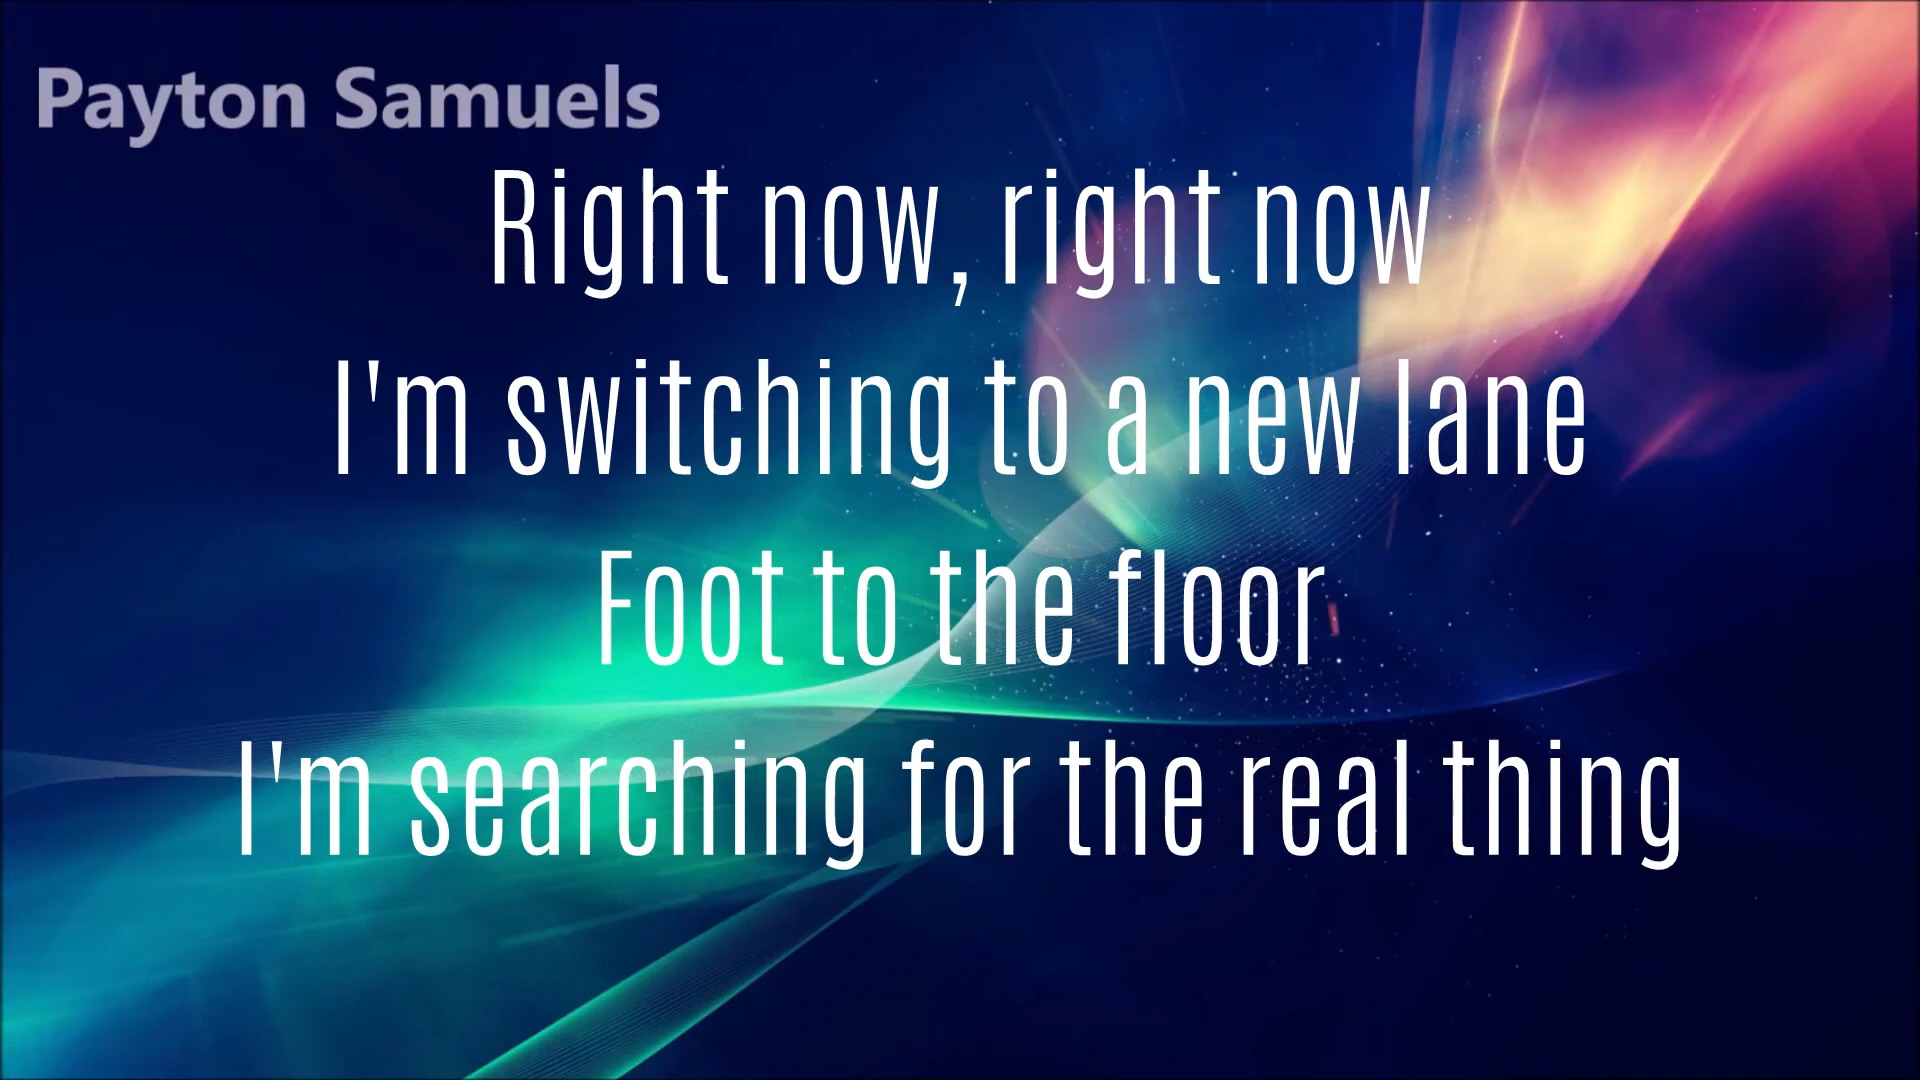 Payton Samuels
Right now, right now
I'm switching to a new lane
Foot to the floor
I'm searching for the real thing